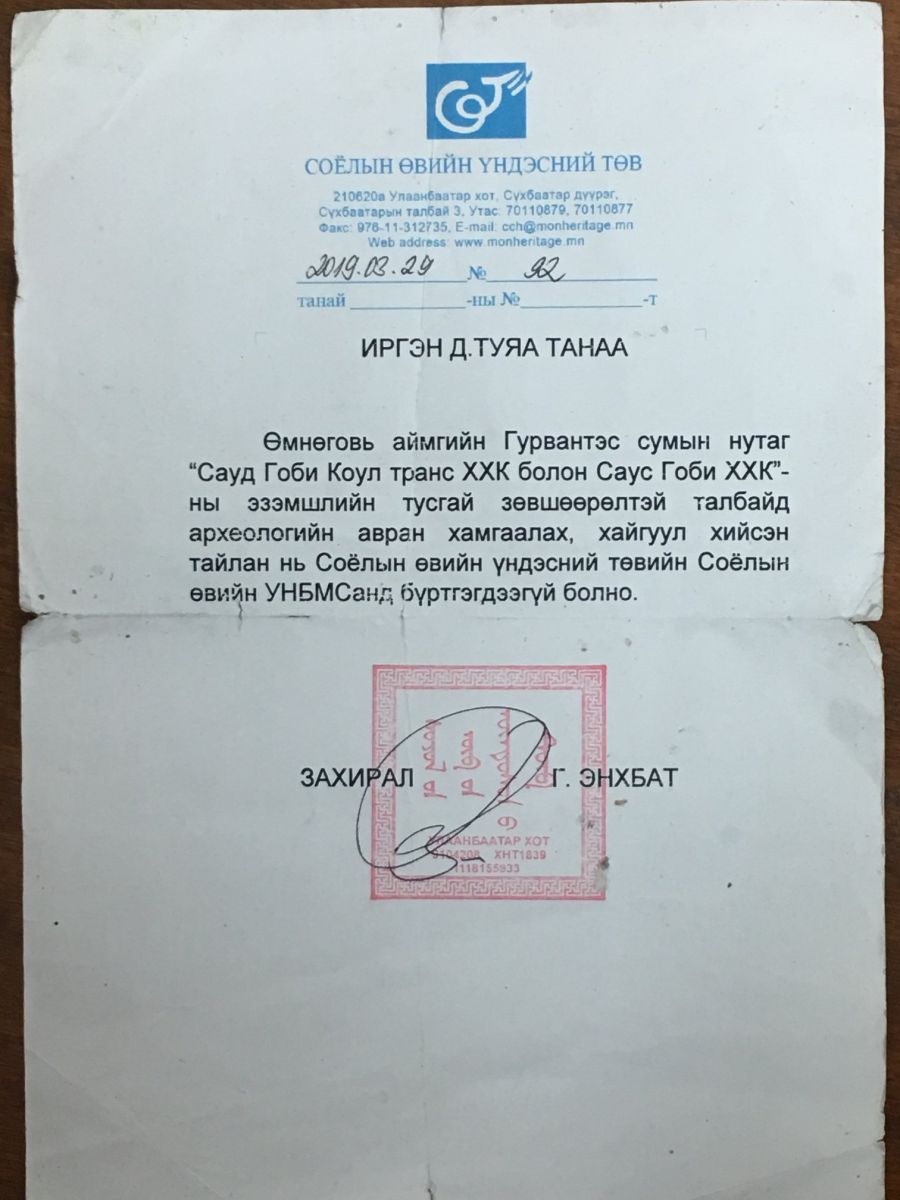 СОЁЛЫН ӨВИЙН ҮНДЭСНИЙ ТӨВ
210620а Улаанбаатар хот, Сүхбаатар дүүрэг,
Сүхбаатарын талбай 3, Утас: 70110879, 70110877
Факс: 976-11-312735, E-mail: cch@monheritage.mn
Web address: www.monheritage.mn
2019.03.29 № 92
танай -ны № -т
ИРГЭН Д.ТУЯА ТАНАА
Өмнөговь аймгийн Гурвантэс сумын нутаг
“Сауд Гоби Коул транс ХХК болон Саус Гоби ХХК”-
ны эзэмшлийн тусгай зөвшөөрөлтэй талбайд
археологийн авран хамгаалах, хайгуул хийсэн
тайлан нь Соёлын өвийн үндэсний төвийн Соёлын
өвийн УНБМСанд бүртгэгдээгүй болно.
ЗАХИРАЛ Г. ЭНХБАТ
УЛААНБААТАР ХОТ
9104208 ХНТ1839
1118155933